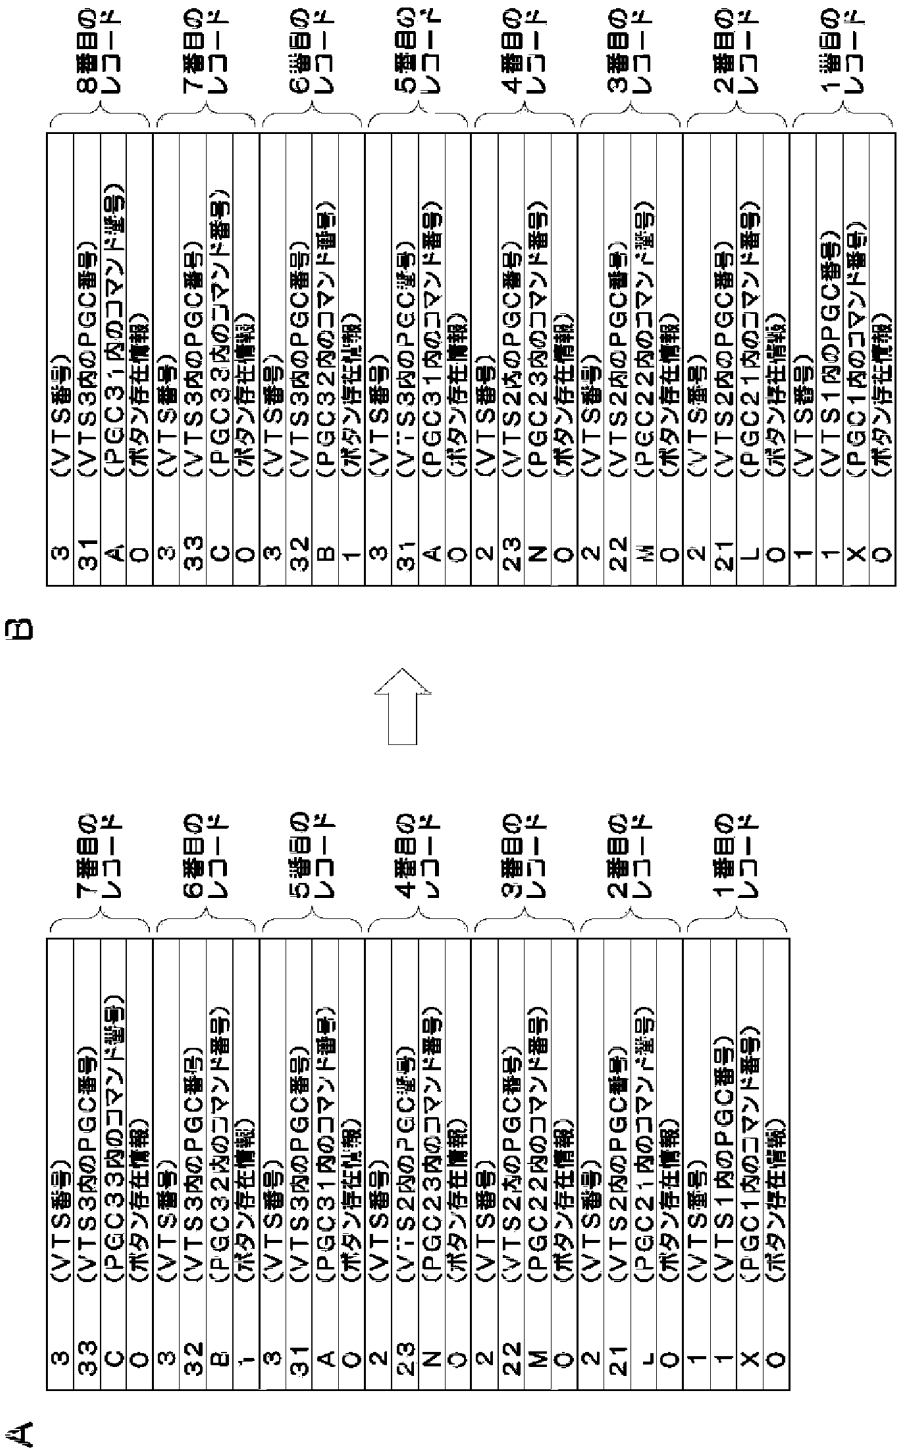 A
3 (VTS番号)
33 (VTS3内のPGC番号)
C (PGC33内のコマンド番号)
0 (ボタン存在情報)
7番目の
レコード
3 (VTS番号)
32 (VTS3内のPGC番号)
B (PGC32内のコマンド番号)
1 (ボタン存在情報)
6番目の
レコード
3 (VTS番号)
31 (VTS3内のPGC番号)
A (PGC31内のコマンド番号)
0 (ボタン存在情報)
5番目の
レコード
2 (VTS番号)
23 (VTS2内のPGC番号)
N (PGC23内のコマンド番号)
0 (ボタン存在情報)
4番目の
レコード
2 (VTS番号)
22 (VTS2内のPGC番号)
M (PGC22内のコマンド番号)
0 (ボタン存在情報)
3番目の
レコード
2 (VTS番号)
21 (VTS2内のPGC番号)
L (PGC21内のコマンド番号)
0 (ボタン存在情報)
2番目の
レコード
1 (VTS番号)
1 (VTS1内のPGC番号)
X (PGC1内のコマンド番号)
0 (ボタン存在情報)
1番目の
レコード
B
3 (VTS番号)
31 (VTS3内のPGC番号)
A (PGC31内のコマンド番号)
0 (ボタン存在情報)
8番目の
レコード
3 (VTS番号)
33 (VTS3内のPGC番号)
C (PGC33内のコマンド番号)
0 (ボタン存在情報)
7番目の
レコード
3 (VTS番号)
32 (VTS3内のPGC番号)
B (PGC32内のコマンド番号)
1 (ボタン存在情報)
6番目の
レコード
3 (VTS番号)
31 (VTS3内のPGC番号)
A (PGC31内のコマンド番号)
0 (ボタン存在情報)
5番目の
レコード
2 (VTS番号)
23 (VTS2内のPGC番号)
N (PGC23内のコマンド番号)
0 (ボタン存在情報)
4番目の
レコード
2 (VTS番号)
22 (VTS2内のPGC番号)
M (PGC22内のコマンド番号)
0 (ボタン存在情報)
3番目の
レコード
2 (VTS番号)
21 (VTS2内のPGC番号)
L (PGC21内のコマンド番号)
0 (ボタン存在情報)
2番目の
レコード
1 (VTS番号)
1 (VTS1内のPGC番号)
X (PGC1内のコマンド番号)
0 (ボタン存在情報)
1番目の
レコード